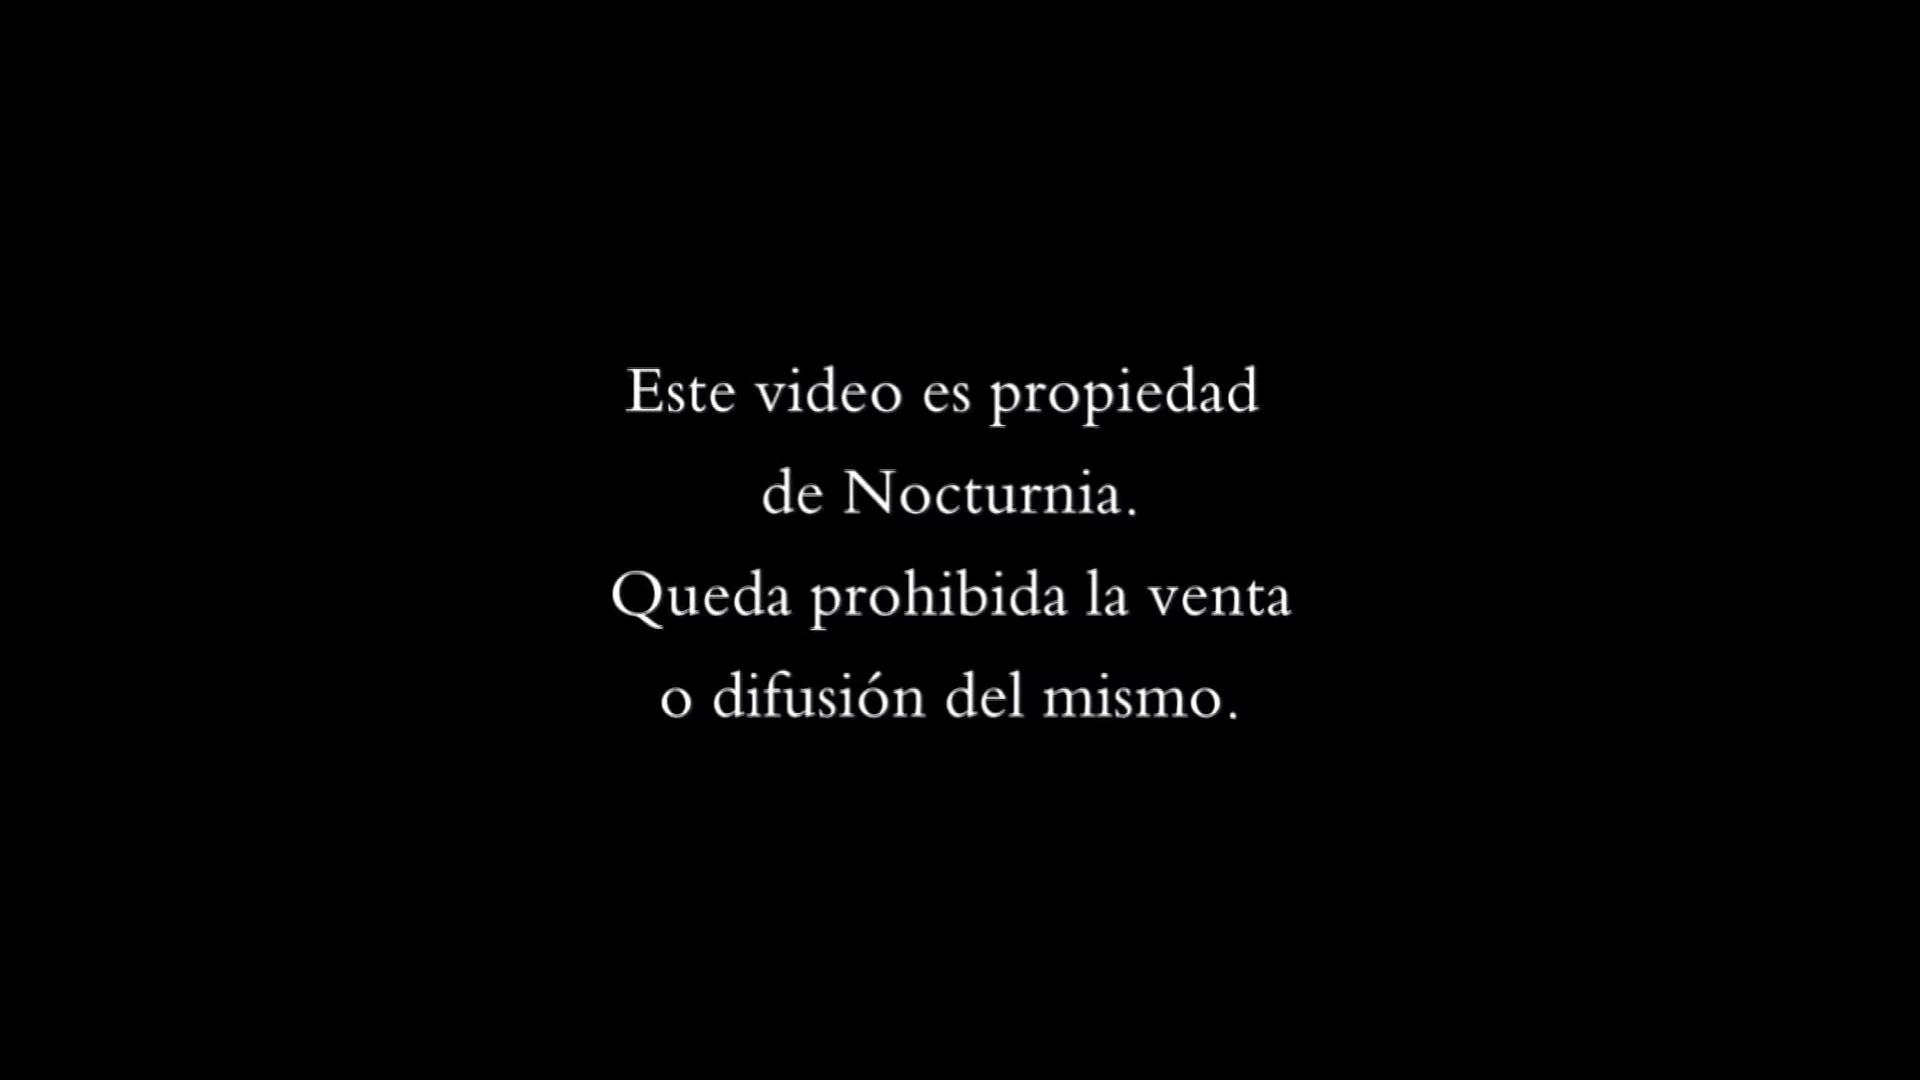 Este video es propiedad
de Nocturnia.
Queda prohibida la venta
o difusión del mismo.